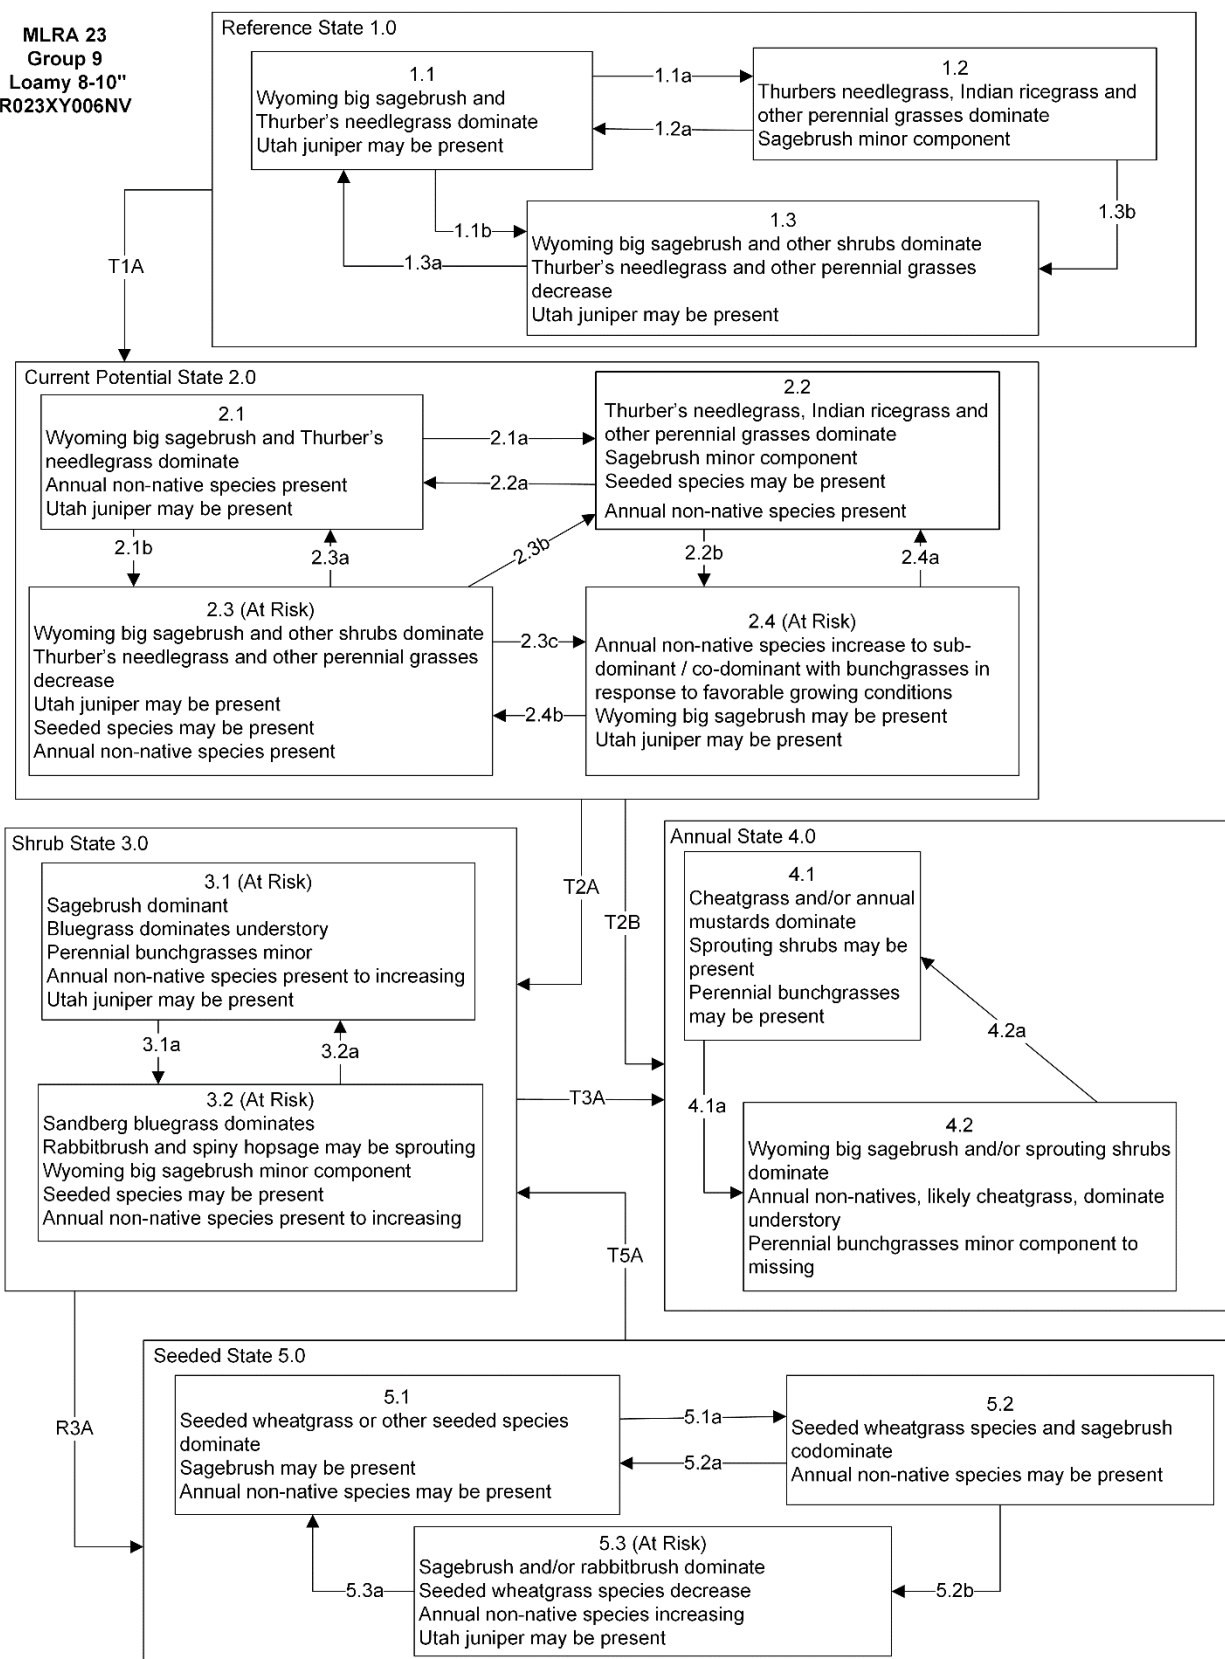 MLRA 23
Group 9
Loamy 8-10"
R023XY006NV
Reference State 1.0
1.1
Wyoming big sagebrush and
Thurber's needlegrass dominate
Utah juniper may be present
1.1a
1.2a
1.2
Thurbers needlegrass, Indian ricegrass and
other perennial grasses dominate
Sagebrush minor component
1.1b
1.3a
1.3b
1.3
Wyoming big sagebrush and other shrubs dominate
Thurber's needlegrass and other perennial grasses
decrease
Utah juniper may be present
T1A
Current Potential State 2.0
2.1
Wyoming big sagebrush and Thurber's
needlegrass dominate
Annual non-native species present
Utah juniper may be present
2.1a
2.2a
2.2
Thurber's needlegrass, Indian ricegrass and
other perennial grasses dominate
Sagebrush minor component
Seeded species may be present
Annual non-native species present
2.1b
2.3a
2.3b
2.2b
2.4a
2.3 (At Risk)
Wyoming big sagebrush and other shrubs dominate
Thurber's needlegrass and other perennial grasses
decrease
Utah juniper may be present
Seeded species may be present
Annual non-native species present
2.3c
2.4b
2.4 (At Risk)
Annual non-native species increase to sub-
dominant / co-dominant with bunchgrasses in
response to favorable growing conditions
Wyoming big sagebrush may be present
Utah juniper may be present
T2A
T2B
Shrub State 3.0
3.1 (At Risk)
Sagebrush dominant
Bluegrass dominates understory
Perennial bunchgrasses minor
Annual non-native species present to increasing
Utah juniper may be present
3.1a
3.2a
3.2 (At Risk)
Sandberg bluegrass dominates
Rabbitbrush and spiny hopsage may be sprouting
Wyoming big sagebrush minor component
Seeded species may be present
Annual non-native species present to increasing
T3A
Annual State 4.0
4.1
Cheatgrass and/or annual
mustards dominate
Sprouting shrubs may be
present
Perennial bunchgrasses
may be present
4.1a
4.2a
4.2
Wyoming big sagebrush and/or sprouting shrubs
dominate
Annual non-natives, likely cheatgrass, dominate
understory
Perennial bunchgrasses minor component to
missing
T5A
R3A
Seeded State 5.0
5.1
Seeded wheatgrass or other seeded species
dominate
Sagebrush may be present
Annual non-native species may be present
5.1a
5.2a
5.2
Seeded wheatgrass species and sagebrush
codominate
Annual non-native species may be present
5.3a
5.2b
5.3 (At Risk)
Sagebrush and/or rabbitbrush dominate
Seeded wheatgrass species decrease
Annual non-native species increasing
Utah juniper may be present